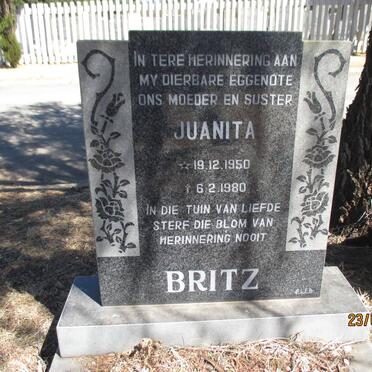 IN TERE HERINNERING AAN
MY DIERBARE EGGENOTE
ONS MOEDER EN SUSTER
JUANITA
☆ 19.12.1950
† 6.2.1980
IN DIE TUIN VAN LIEFDE
STERF DIE BLOM VAN
HERINNERING NOOIT
BRITZ
23/